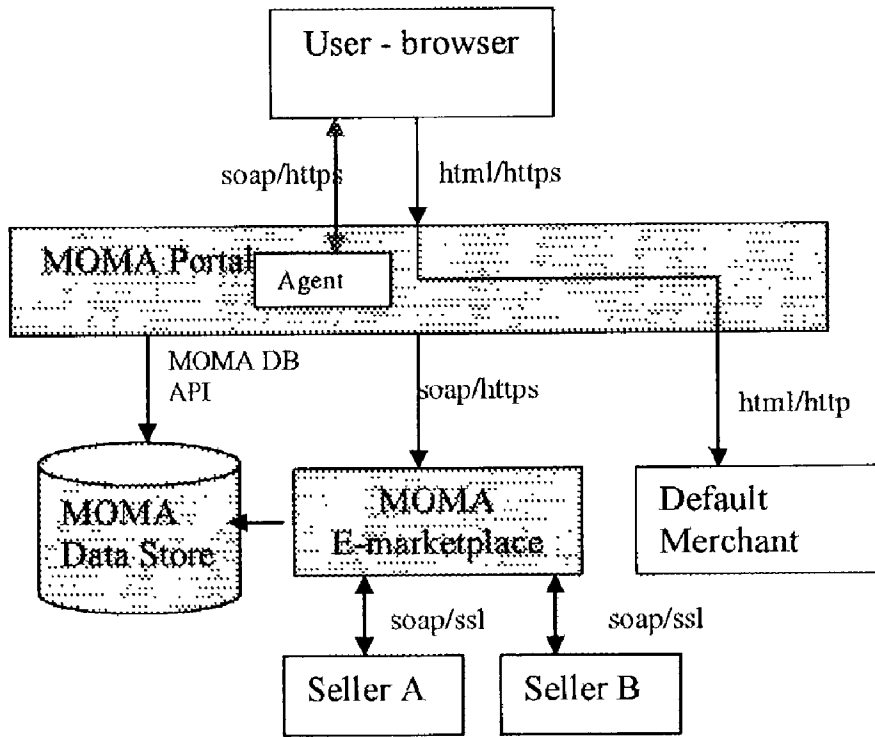 User - browser
soap/https
html/https
MOMA Portal
Agent
MOMA DB
API
soap/https
html/http
MOMA
Data Store
MOMA
E-marketplace
Default
Merchant
soap/ssl
soap/ssl
Seller A
Seller B